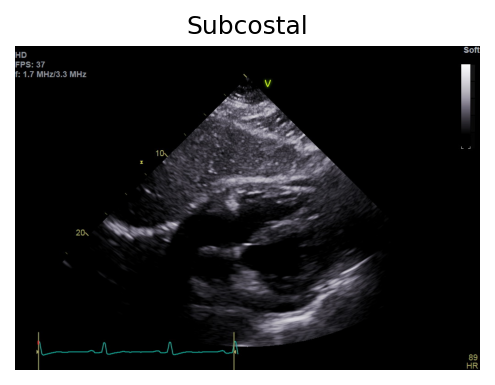 Subcostal
HD
FPS: 37
f: 1.7 MHz/3.3 MHz
Soft
V
10
20
89
HR